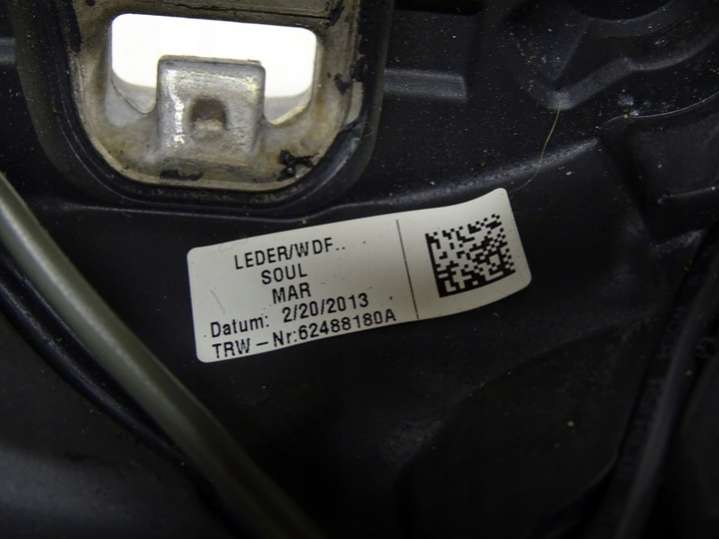 LEDER/WDF..
SOUL
MAR
Datum: 2/20/2013
TRW-Nr:62488180A